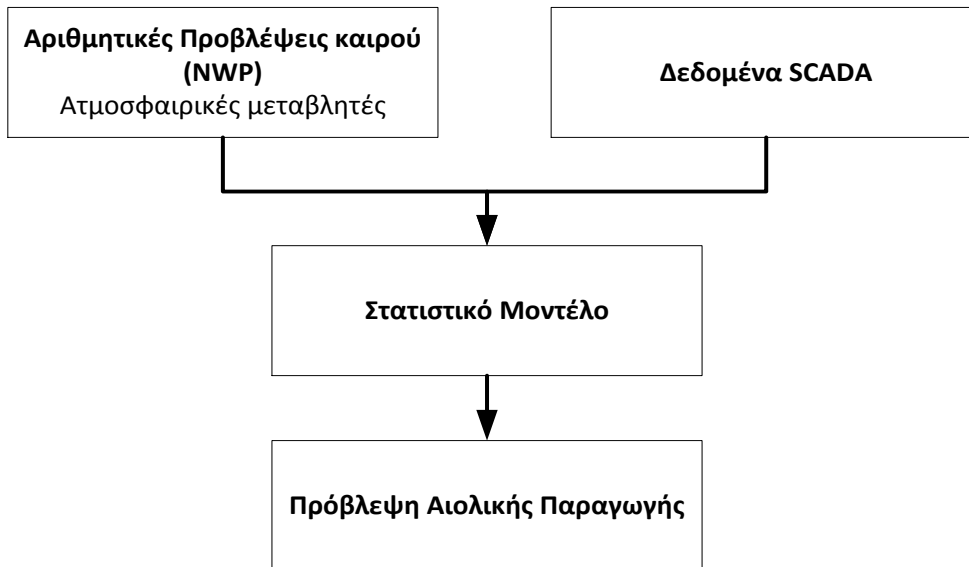 Αριθμητικές Προβλέψεις καιρού
(NWP)
Ατμοσφαιρικές μεταβλητές
Δεδομένα SCADA
Στατιστικό Μοντέλο
Πρόβλεψη Αιολικής Παραγωγής